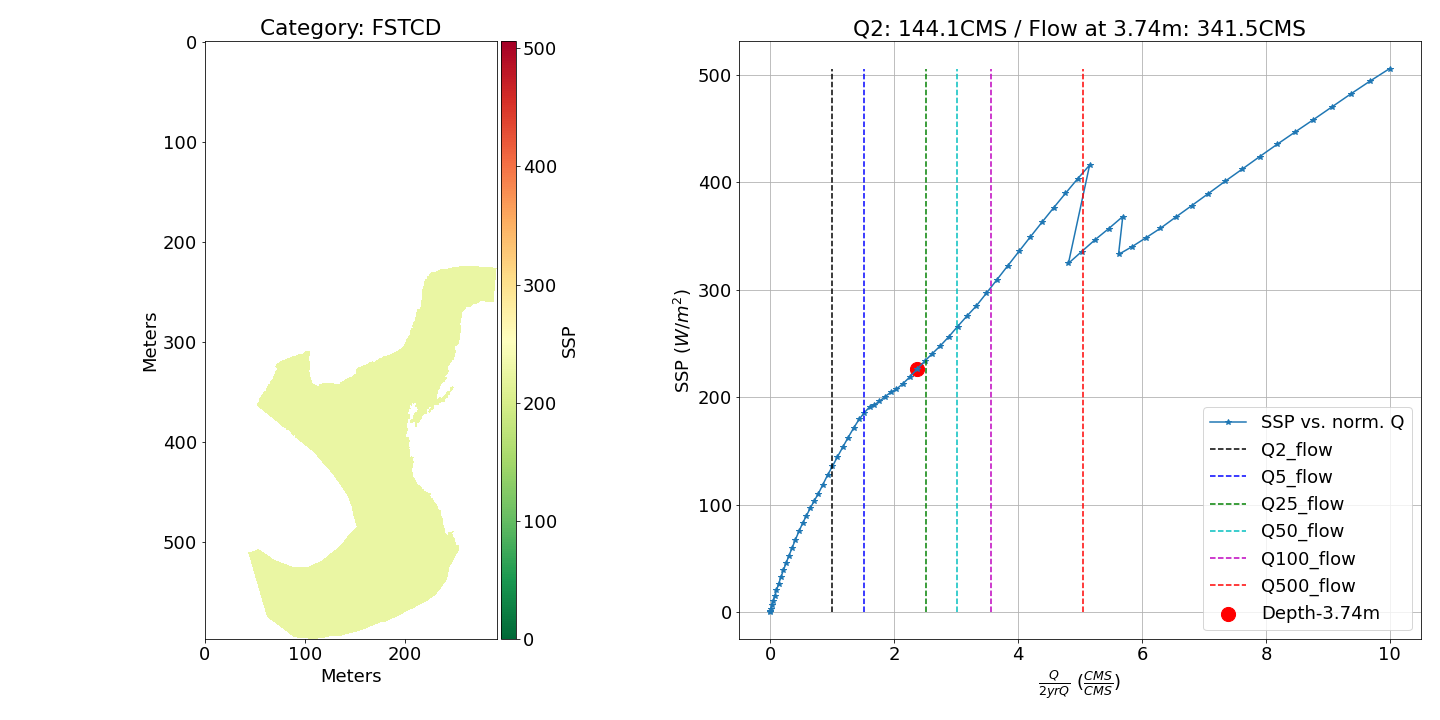 Category: FSTCD
0
100
200
300
400
500
Meters
0
100
200
Meters
500
400
300
200
100
0
SSP
Q2: 144.1CMS / Flow at 3.74m: 341.5CMS
500
400
300
200
100
0
SSP (W/m²)
0
2
4
6
8
10
Q/2yrQ (CMS/CMS)
SSP vs. norm. Q
Q2_flow
Q5_flow
Q25_flow
Q50_flow
Q100_flow
Q500_flow
Depth-3.74m